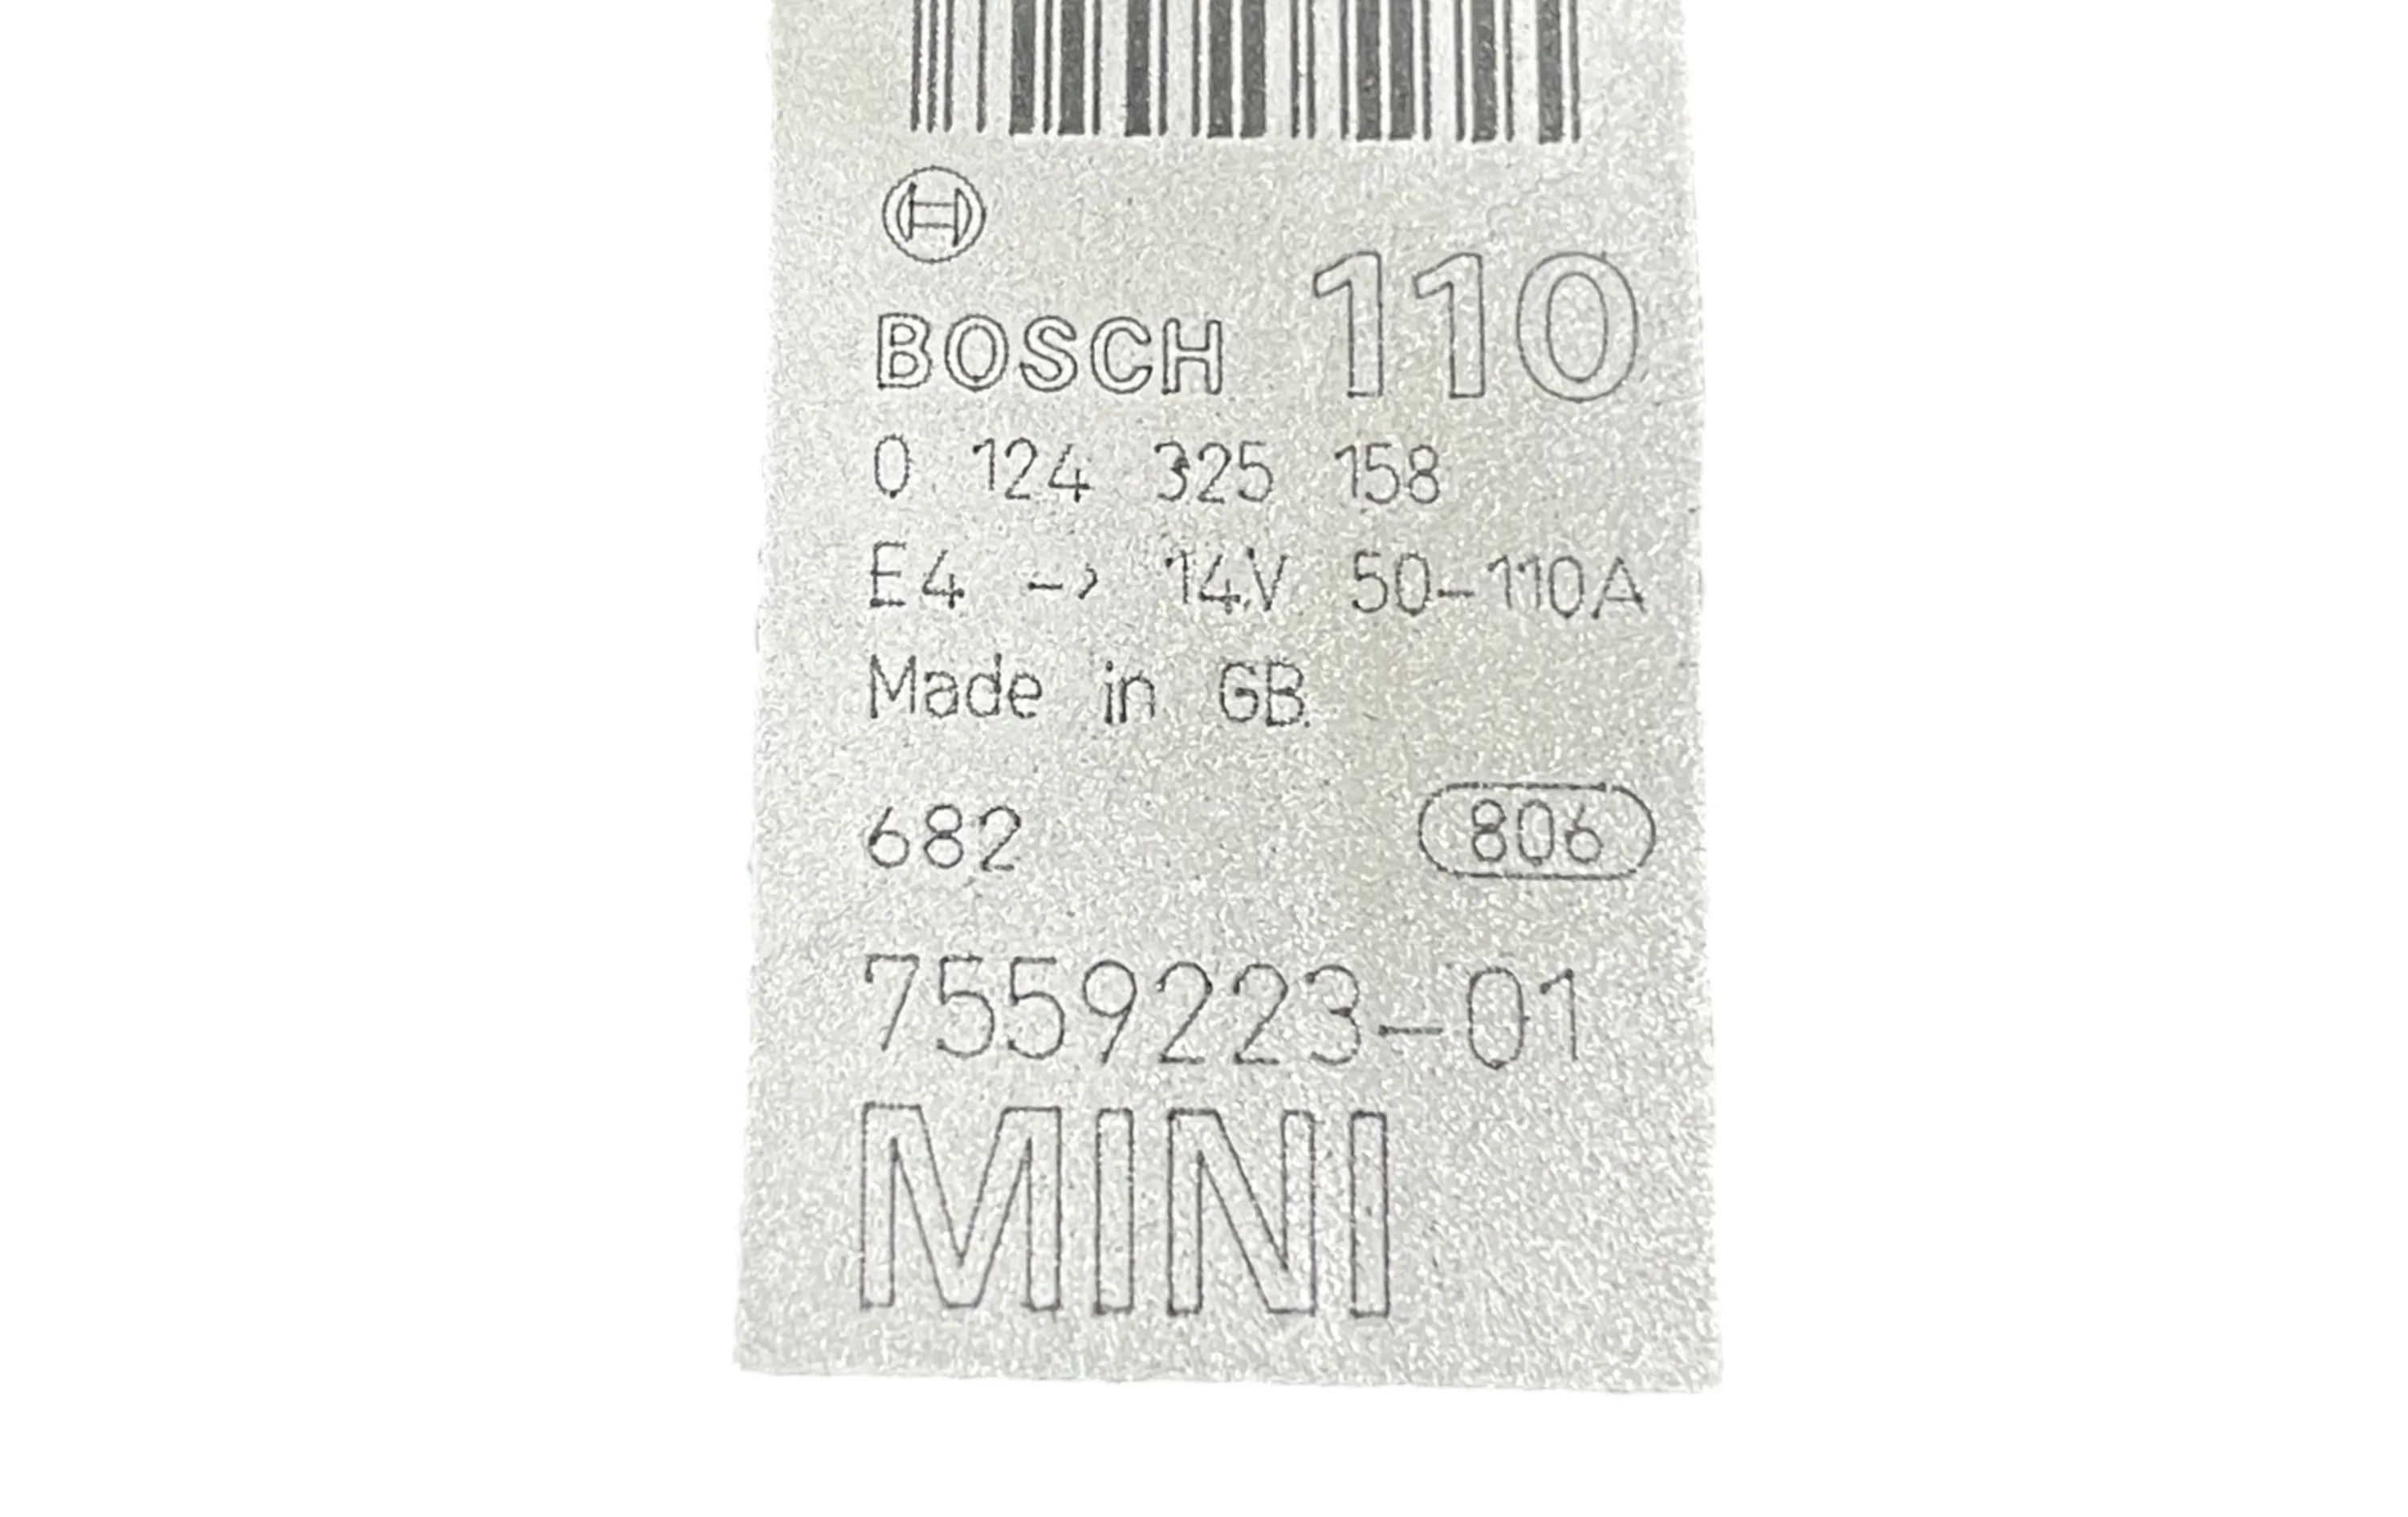 BOSCH 110
0 124 325 158
E4 -> 14V 50-110A
Made in GB
682 806
7559223-01
MINI